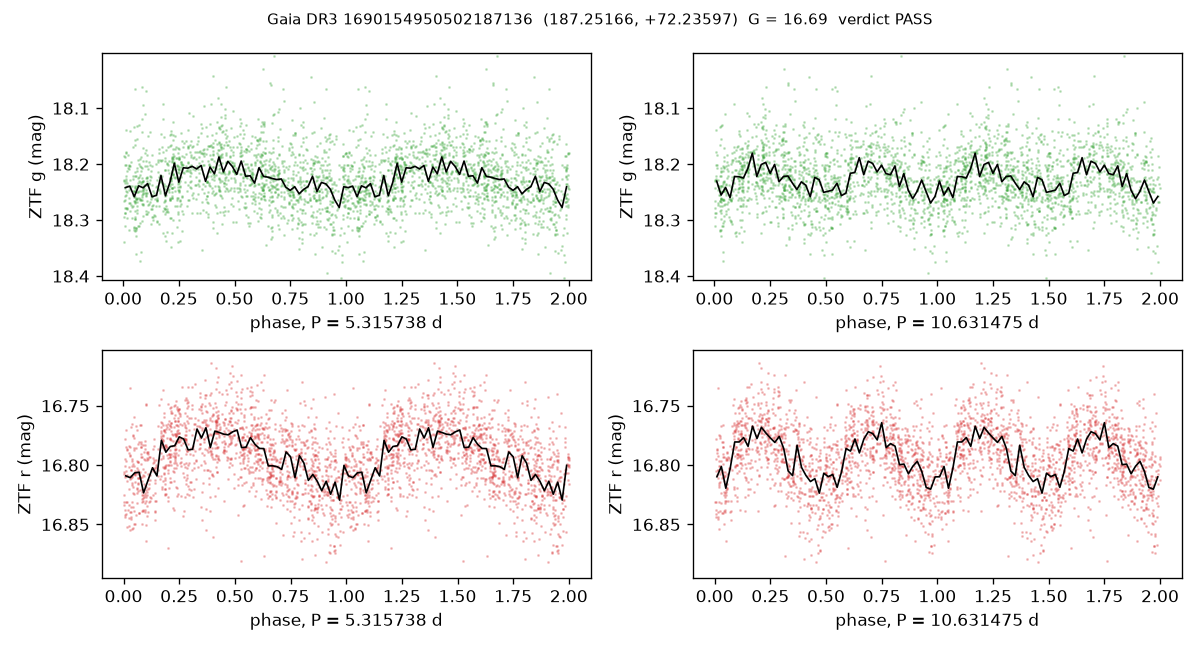 Gaia DR3 1690154950502187136 (187.25166, +72.23597) G = 16.69 verdict PASS
ZTF g (mag)
18.1
18.2
18.3
18.4
0.00 0.25 0.50 0.75 1.00 1.25 1.50 1.75 2.00
phase, P = 5.315738 d
ZTF g (mag)
18.1
18.2
18.3
18.4
0.00 0.25 0.50 0.75 1.00 1.25 1.50 1.75 2.00
phase, P = 10.631475 d
ZTF r (mag)
16.75
16.80
16.85
0.00 0.25 0.50 0.75 1.00 1.25 1.50 1.75 2.00
phase, P = 5.315738 d
ZTF r (mag)
16.75
16.80
16.85
0.00 0.25 0.50 0.75 1.00 1.25 1.50 1.75 2.00
phase, P = 10.631475 d